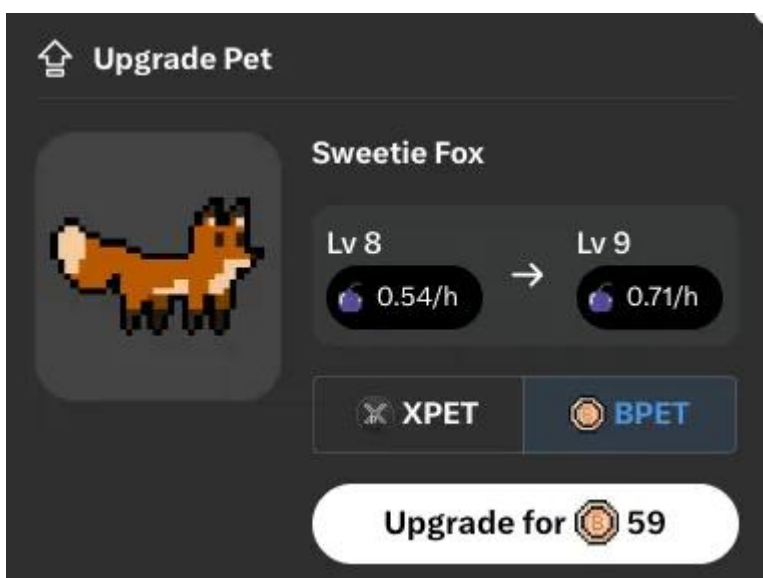 Upgrade Pet
Sweetie Fox
Lv 8 Lv 9
0.54/h → 0.71/h
XPET BPET
Upgrade for B 59